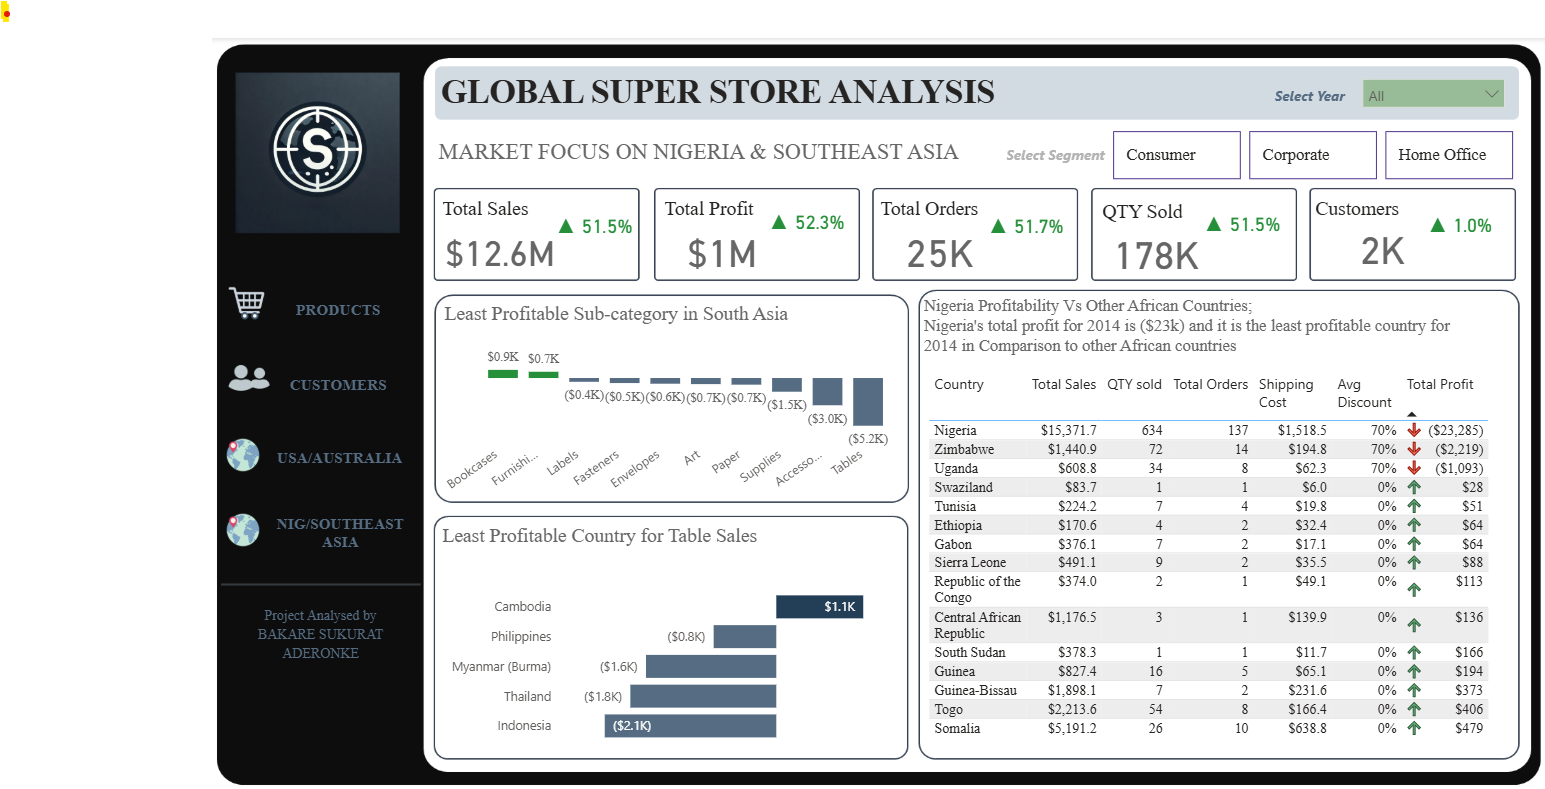 GLOBAL SUPER STORE ANALYSIS
Select Year
All
MARKET FOCUS ON NIGERIA & SOUTHEAST ASIA
Select Segment
Consumer
Corporate
Home Office
S
PRODUCTS
CUSTOMERS
USA/AUSTRALIA
NIG/SOUTHEAST
ASIA
Project Analysed by
BAKARE SUKURAT
ADERONKE
Total Sales
▲ 51.5%
$12.6M
Total Profit
▲ 52.3%
$1M
Total Orders
▲ 51.7%
25K
QTY Sold
▲ 51.5%
178K
Customers
▲ 1.0%
2K
Least Profitable Sub-category in South Asia
$0.9K $0.7K
($0.4K) ($0.5K) ($0.6K) ($0.7K) ($0.7K) ($1.5K) ($3.0K) ($5.2K)
Bookcases Furnishi... Labels Fasteners Envelopes Art Paper Supplies Accesso... Tables
Least Profitable Country for Table Sales
Cambodia $1.1K
Philippines ($0.8K)
Myanmar (Burma) ($1.6K)
Thailand ($1.8K)
Indonesia ($2.1K)
Nigeria Profitability Vs Other African Countries;
Nigeria's total profit for 2014 is ($23k) and it is the least profitable country for
2014 in Comparison to other African countries
Country Total Sales QTY sold Total Orders Shipping Cost Avg Discount Total Profit
Nigeria $15,371.7 634 137 $1,518.5 70% ($23,285)
Zimbabwe $1,440.9 72 14 $194.8 70% ($2,219)
Uganda $608.8 34 8 $62.3 70% ($1,093)
Swaziland $83.7 1 1 $6.0 0% $28
Tunisia $224.2 7 4 $19.8 0% $51
Ethiopia $170.6 4 2 $32.4 0% $64
Gabon $376.1 7 2 $17.1 0% $64
Sierra Leone $491.1 9 2 $35.5 0% $88
Republic of the Congo $374.0 2 1 $49.1 0% $113
Central African Republic $1,176.5 3 1 $139.9 0% $136
South Sudan $378.3 1 1 $11.7 0% $166
Guinea $827.4 16 5 $65.1 0% $194
Guinea-Bissau $1,898.1 7 2 $231.6 0% $373
Togo $2,213.6 54 8 $166.4 0% $406
Somalia $5,191.2 26 10 $638.8 0% $479